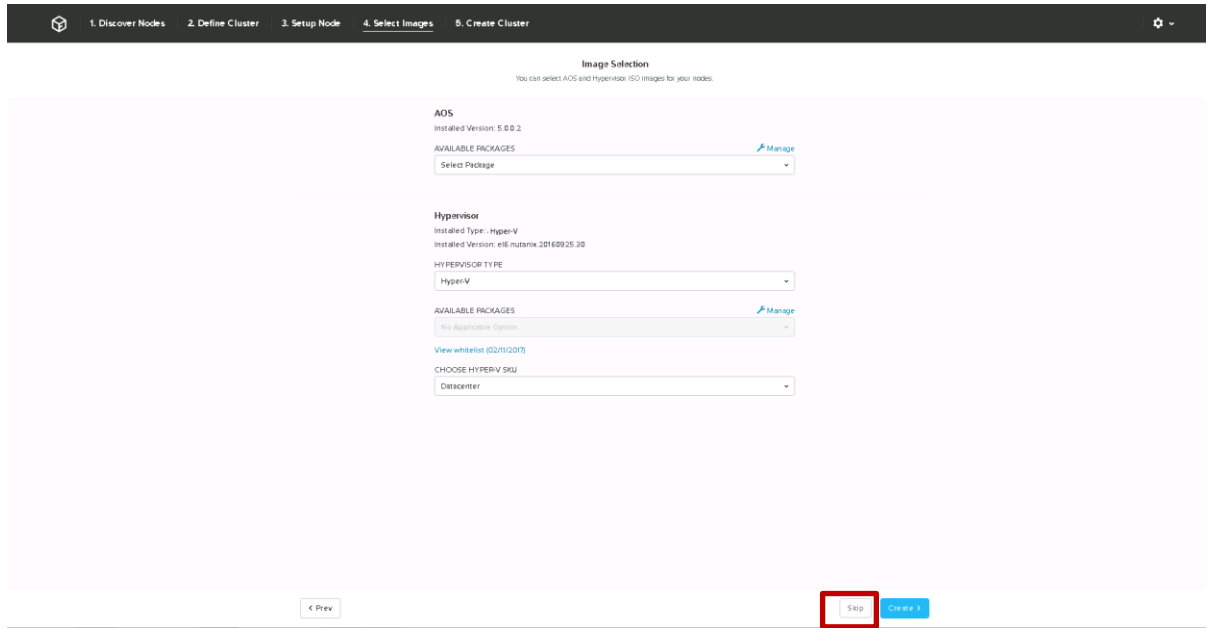 1. Discover Nodes 2. Define Cluster 3. Setup Node 4. Select Images 5. Create Cluster
Image Selection
You can select AOS and Hypervisor ISO images for your nodes.
AOS
Installed Version: 5.0.0.2
AVAILABLE PACKAGES Manage
Select Package
Hypervisor
Installed Type: . Hyper-V
Installed Version: el6.nutanix.20160925.30
HYPERVISOR TYPE
Hyper-V
AVAILABLE PACKAGES Manage
No Applicable Option
View whitelist (02/11/2017)
CHOOSE HYPER-V SKU
Datacenter
< Prev Skip Create >